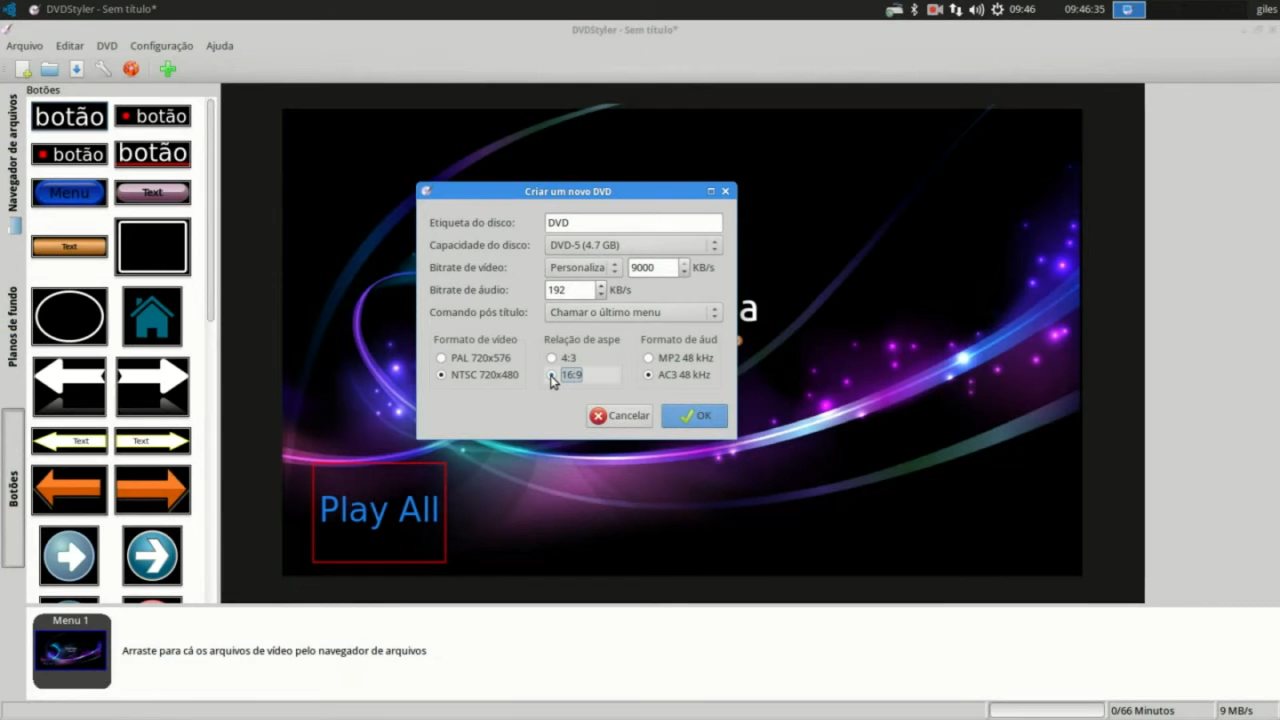 DVDStyler - Sem título*
09:46
09:46:35
giles
DVDStyler - Sem título*
Arquivo Editar DVD Configuração Ajuda
Navegador de arquivos
Planos de fundo
Botões
Botões
botão
botão
botão
botão
Menu
Text
Text
Text
Text
Criar um novo DVD
Etiqueta do disco: DVD
Capacidade do disco: DVD-5 (4.7 GB)
Bitrate de vídeo: Personaliza 9000 KB/s
Bitrate de áudio: 192 KB/s
Comando pós título: Chamar o último menu
Formato de vídeo Relação de aspe Formato de áud
PAL 720x576 4:3 MP2 48 kHz
NTSC 720x480 16:9 AC3 48 kHz
Cancelar OK
a
Play All
Menu 1
Arraste para cá os arquivos de vídeo pelo navegador de arquivos
0/66 Minutos
9 MB/s